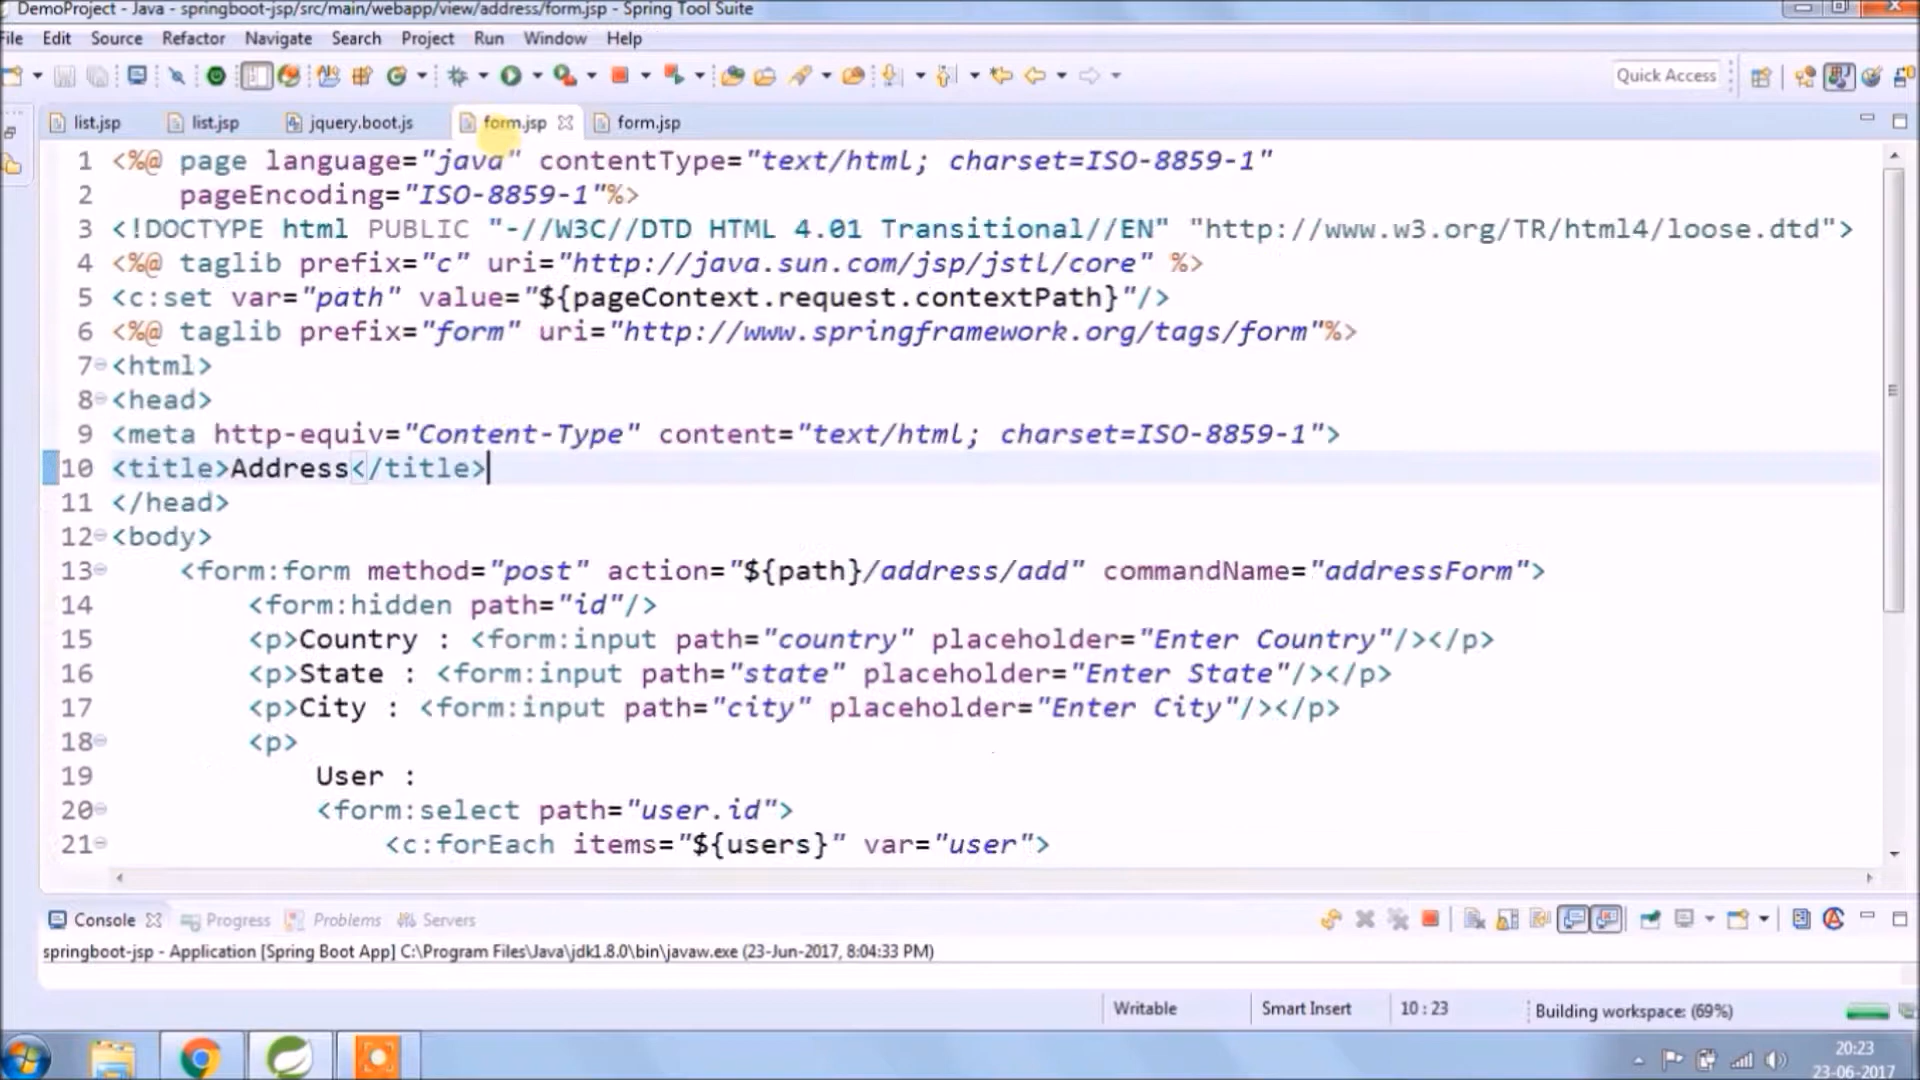 DemoProject - Java - springboot-jsp/src/main/webapp/view/address/form.jsp - Spring Tool Suite
File Edit Source Refactor Navigate Search Project Run Window Help
Quick Access
list.jsp list.jsp jquery.boot.js form.jsp form.jsp
1 <%@ page language="java" contentType="text/html; charset=ISO-8859-1"
2 pageEncoding="ISO-8859-1"%>
3 <!DOCTYPE html PUBLIC "-//W3C//DTD HTML 4.01 Transitional//EN" "http://www.w3.org/TR/html4/loose.dtd">
4 <%@ taglib prefix="c" uri="http://java.sun.com/jsp/jstl/core" %>
5 <c:set var="path" value="${pageContext.request.contextPath}"/>
6 <%@ taglib prefix="form" uri="http://www.springframework.org/tags/form"%>
7 <html>
8 <head>
9 <meta http-equiv="Content-Type" content="text/html; charset=ISO-8859-1">
10 <title>Address</title>
11 </head>
12 <body>
13 <form:form method="post" action="${path}/address/add" commandName="addressForm">
14 <form:hidden path="id"/>
15 <p>Country : <form:input path="country" placeholder="Enter Country"/></p>
16 <p>State : <form:input path="state" placeholder="Enter State"/></p>
17 <p>City : <form:input path="city" placeholder="Enter City"/></p>
18 <p>
19 User :
20 <form:select path="user.id">
21 <c:forEach items="${users}" var="user">
Console Progress Problems Servers
springboot-jsp - Application [Spring Boot App] C:\Program Files\Java\jdk1.8.0\bin\javaw.exe (23-Jun-2017, 8:04:33 PM)
Writable Smart Insert 10 : 23 Building workspace: (69%)
20:23
23-06-2017